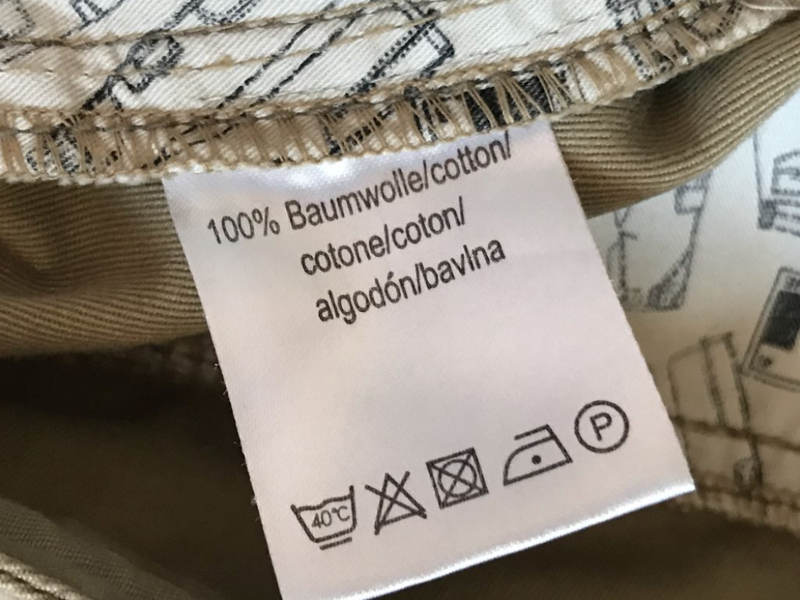 100% Baumwolle/cotton/
cotone/coton/
algodón/bavlna
40°C
P